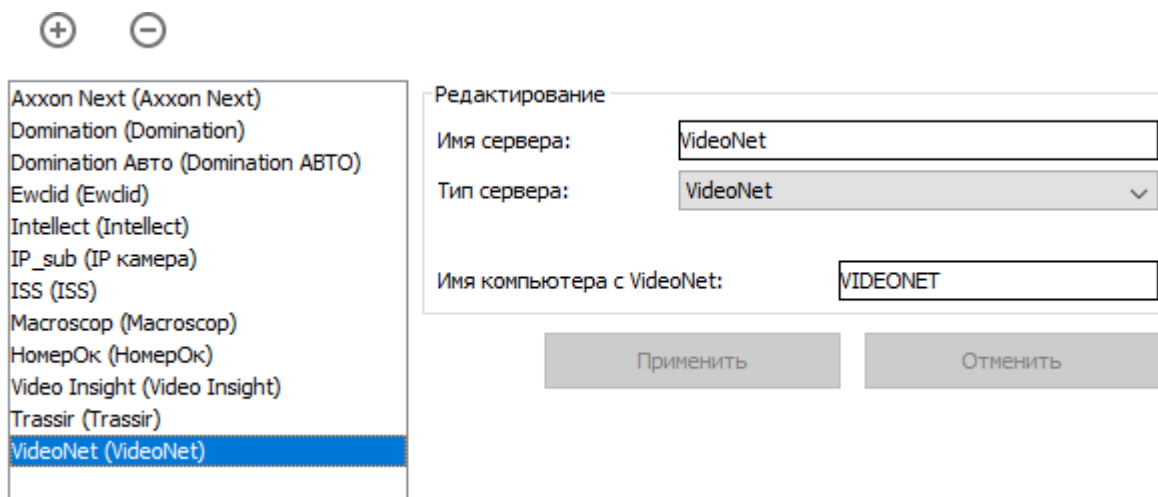 Axxon Next (Axxon Next)
Domination (Domination)
Domination Авто (Domination АВТО)
Ewclid (Ewclid)
Intellect (Intellect)
IP_sub (IP камера)
ISS (ISS)
Macroscop (Macroscop)
НомерОк (НомерОк)
Video Insight (Video Insight)
Trassir (Trassir)
VideoNet (VideoNet)
Редактирование
Имя сервера: VideoNet
Тип сервера: VideoNet
Имя компьютера с VideoNet: VIDEONET
Применить Отменить